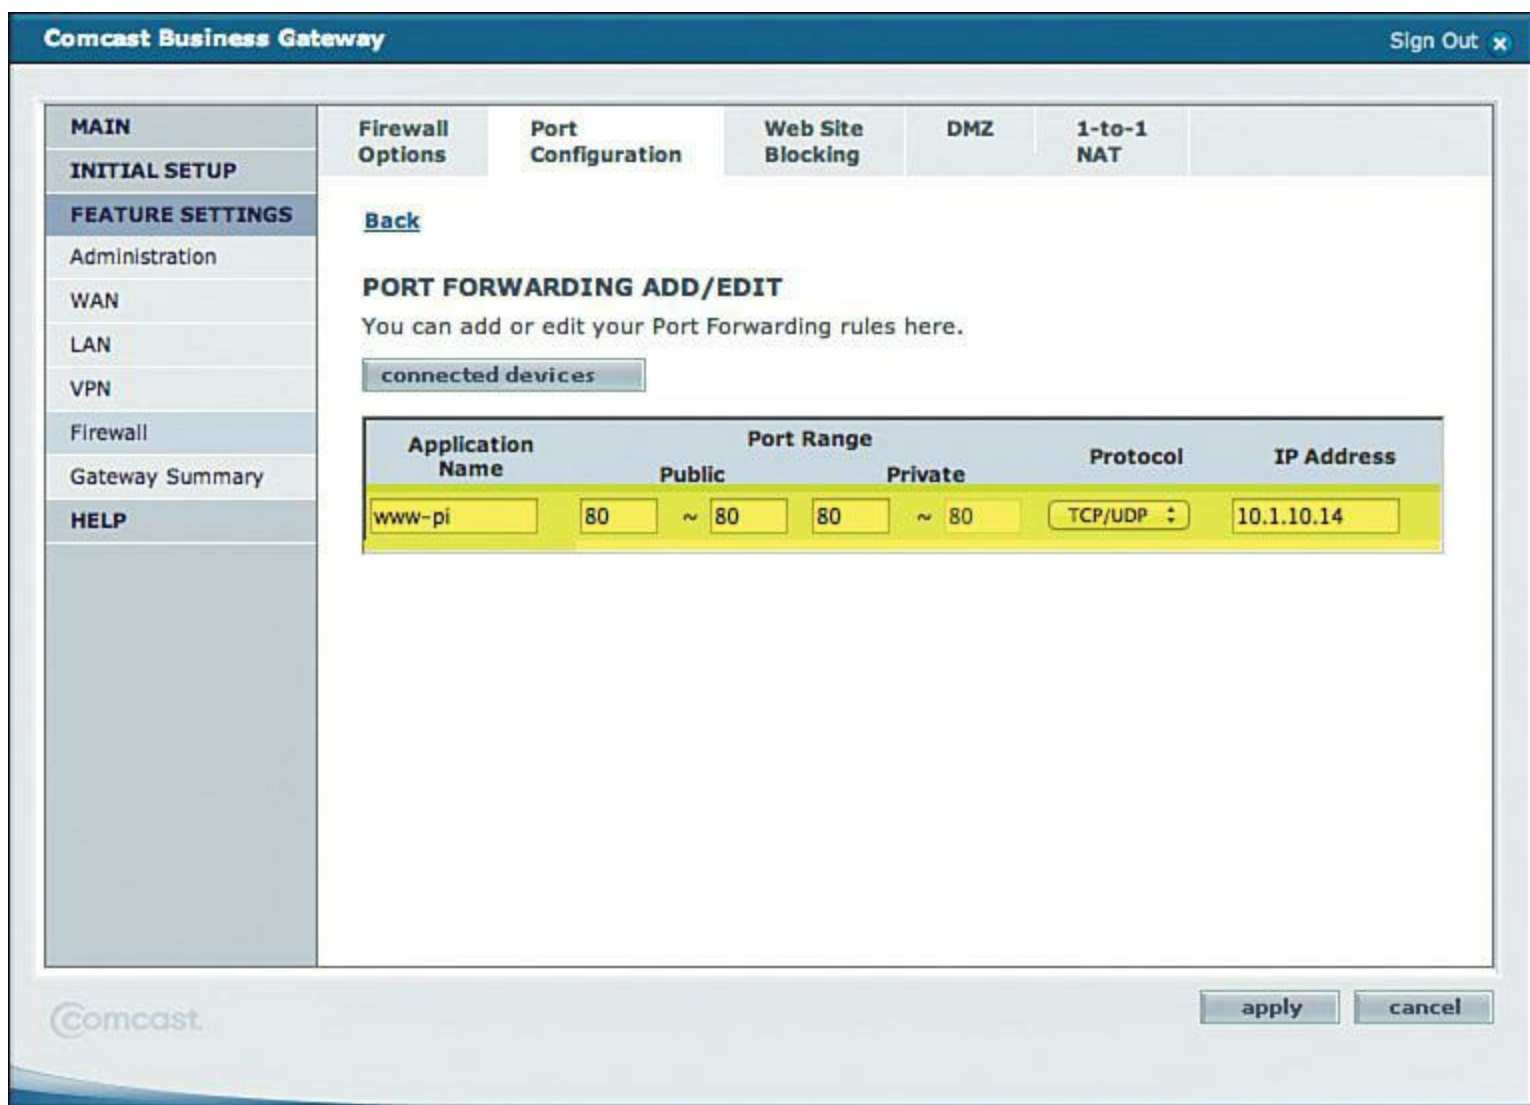 Comcast Business Gateway
Sign Out x
MAIN
INITIAL SETUP
FEATURE SETTINGS
Administration
WAN
LAN
VPN
Firewall
Gateway Summary
HELP
Firewall
Options
Port
Configuration
Web Site
Blocking
DMZ
1-to-1
NAT
Back
PORT FORWARDING ADD/EDIT
You can add or edit your Port Forwarding rules here.
connected devices
Application
Name
Port Range
Public Private
Protocol
IP Address
www-pi 80 ~ 80 80 ~ 80 TCP/UDP 10.1.10.14
Comcast.
apply cancel